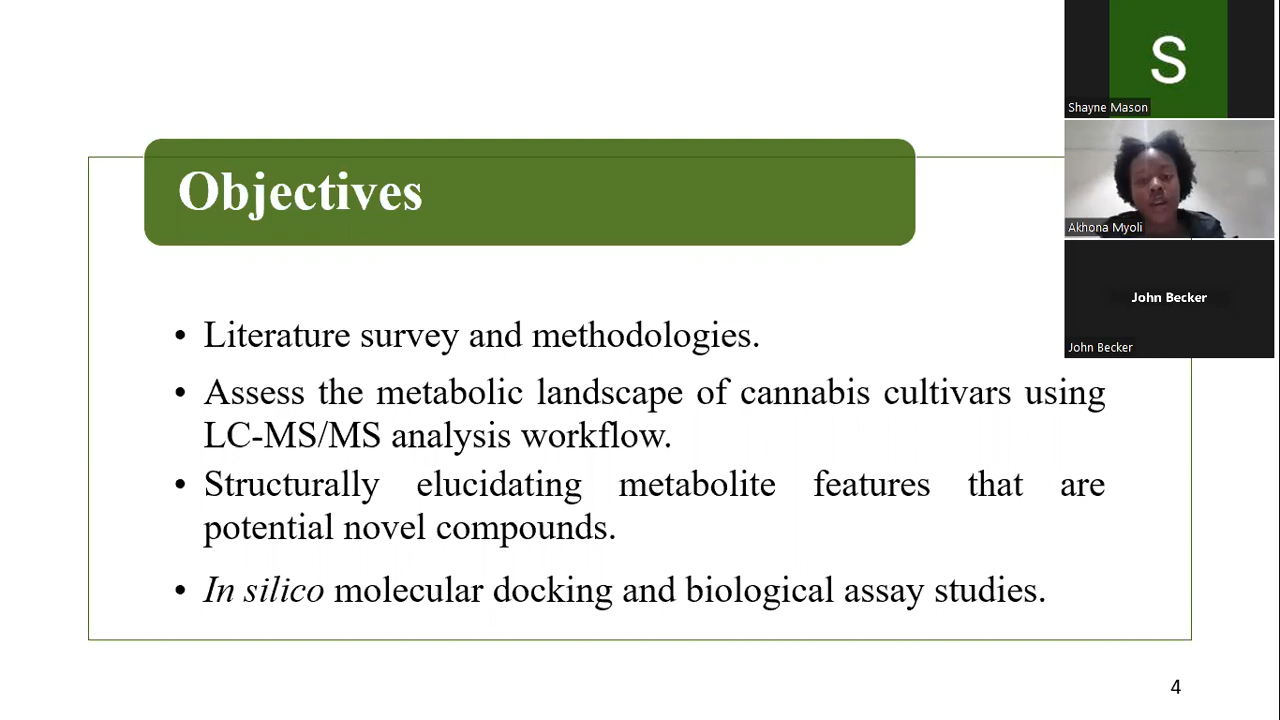 S
Shayne Mason
Akhona Myoli
John Becker
John Becker
Objectives
• Literature survey and methodologies.
• Assess the metabolic landscape of cannabis cultivars using
LC-MS/MS analysis workflow.
• Structurally elucidating metabolite features that are
potential novel compounds.
• In silico molecular docking and biological assay studies.
4